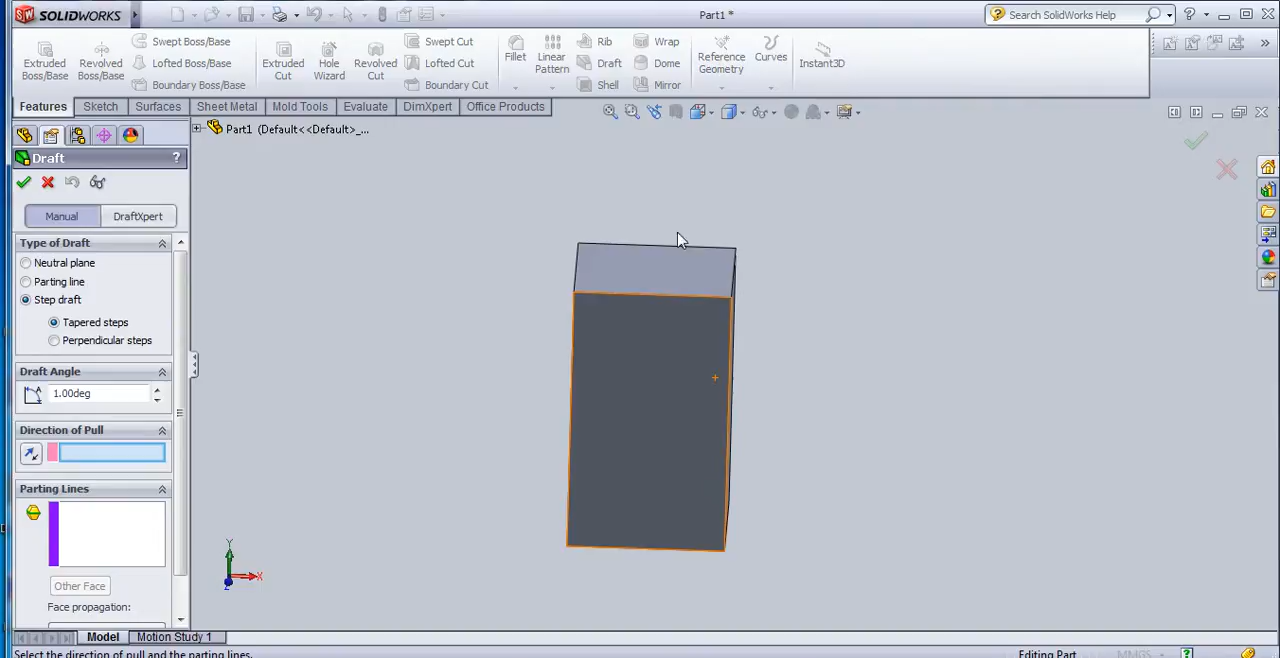 SW SOLIDWORKS
Part1 *
Search SolidWorks Help
Extruded Boss/Base
Revolved Boss/Base
Swept Boss/Base
Lofted Boss/Base
Boundary Boss/Base
Extruded Cut
Hole Wizard
Revolved Cut
Swept Cut
Lofted Cut
Boundary Cut
Fillet
Linear Pattern
Rib
Draft
Shell
Wrap
Dome
Mirror
Reference Geometry
Curves
Instant3D
Features
Sketch
Surfaces
Sheet Metal
Mold Tools
Evaluate
DimXpert
Office Products
Part1 (Default<<Default>_...
Draft
?
Manual
DraftXpert
Type of Draft
Neutral plane
Parting line
Step draft
Tapered steps
Perpendicular steps
Draft Angle
1.00deg
Direction of Pull
Parting Lines
Other Face
Face propagation:
Y
X
Z
Model
Motion Study 1
Select the direction of pull and the parting lines.
Editing Part
MMGS